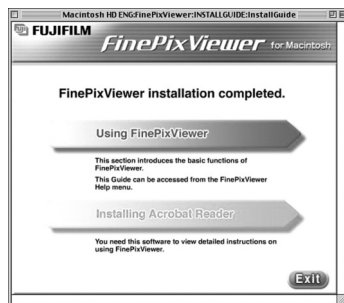 Macintosh HD ENG:FinePixViewer:INSTALLGUIDE:InstallGuide
FUJIFILM
FinePixViewer for Macintosh
FinePixViewer installation completed.
Using FinePixViewer
This section introduces the basic functions of
FinePixViewer.
This Guide can be accessed from the FinePixViewer
Help menu.
Installing Acrobat Reader
You need this software to view detailed instructions on
using FinePixViewer.
Exit